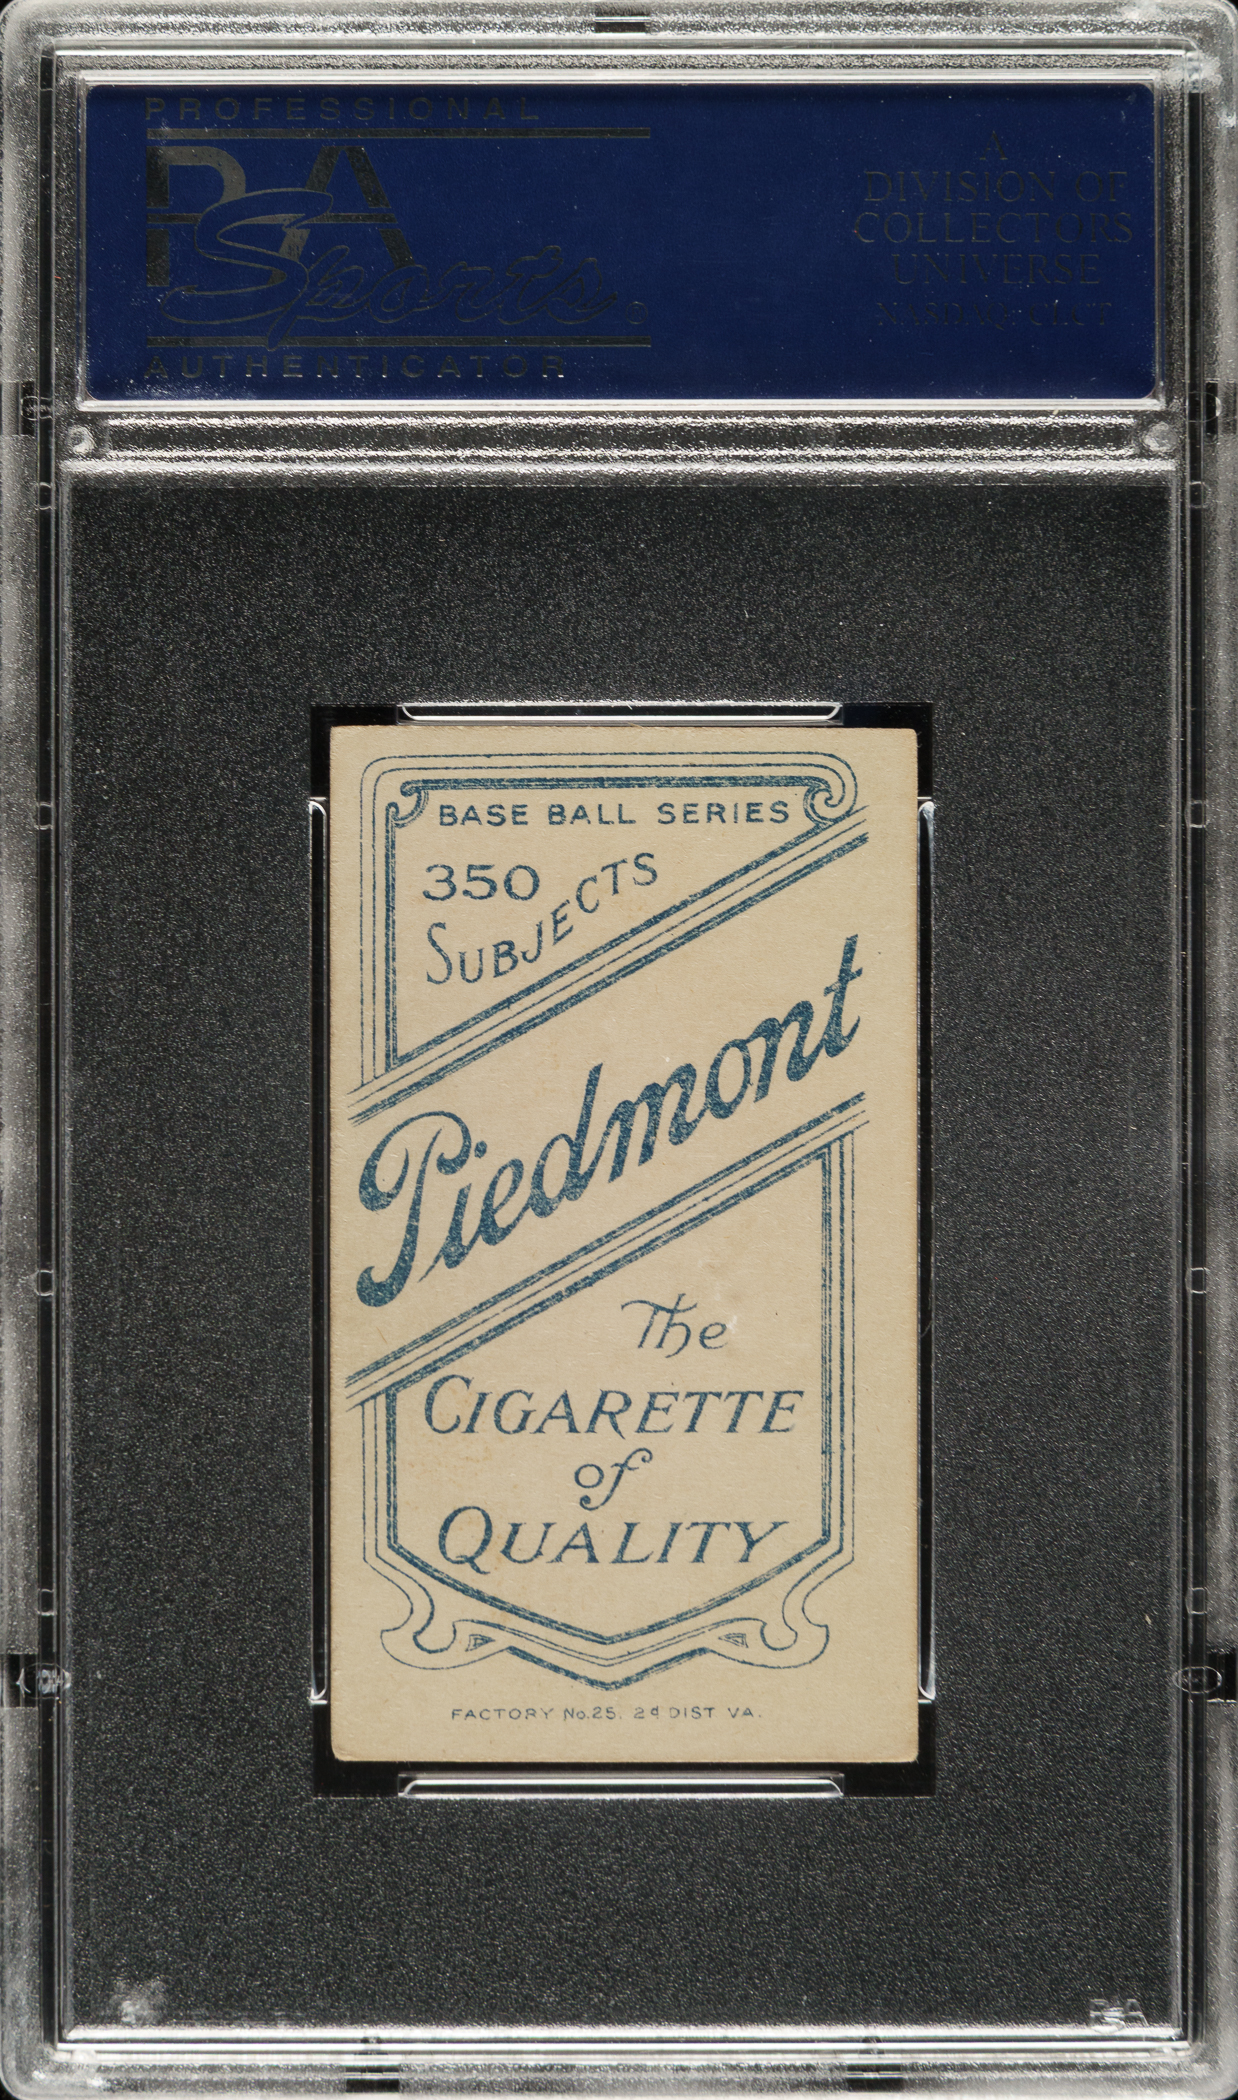 PROFESSIONAL
PSA
Sports®
AUTHENTICATOR
A
DIVISION OF
COLLECTORS
UNIVERSE
NASDAQ: CLCT
BASE BALL SERIES
350
SUBJECTS
Piedmont
The
CIGARETTE
of
QUALITY
FACTORY No. 25. 2d DIST VA.
PSA